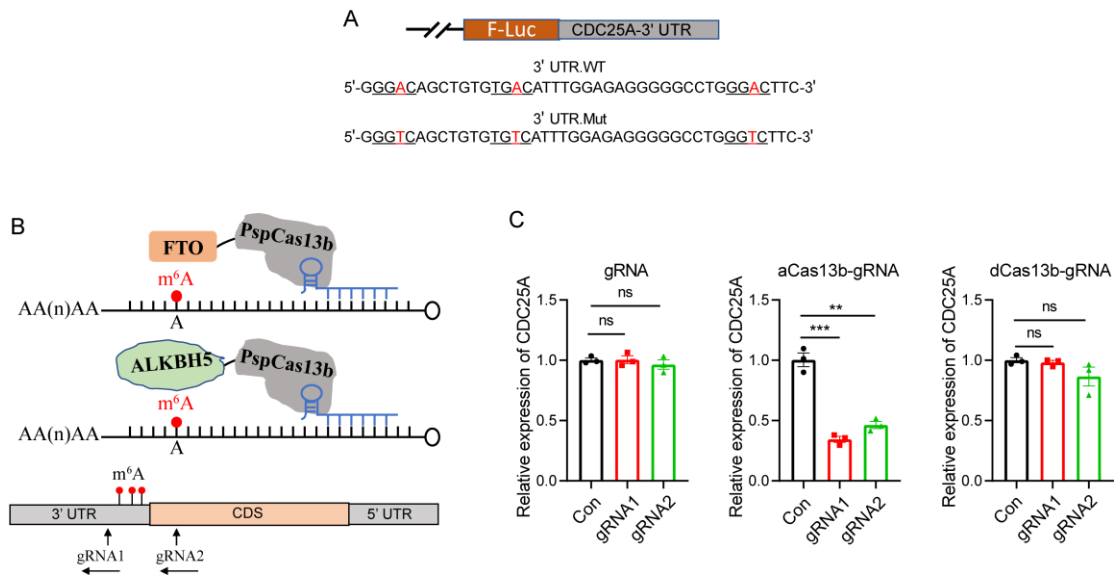 A
F-Luc CDC25A-3' UTR
3' UTR.WT
5'-GGGACAGCTGTGTGACATTTGGAGAGGGGGCCTGGGACTTC-3'
3' UTR.Mut
5'-GGGTCAGCTGTGTGTCATTTGGAGAGGGGGCCTGGGTCTTC-3'
B
FTO PspCas13b
m⁶A
AA(n)AA
A
ALKBH5 PspCas13b
m⁶A
AA(n)AA
A
m⁶A
3' UTR CDS 5' UTR
gRNA1 gRNA2
C
gRNA
Relative expression of CDC25A
1.5
1.0
0.5
0.0
ns
ns
Con gRNA1 gRNA2
aCas13b-gRNA
Relative expression of CDC25A
1.5
1.0
0.5
0.0
**
***
Con gRNA1 gRNA2
dCas13b-gRNA
Relative expression of CDC25A
1.5
1.0
0.5
0.0
ns
ns
Con gRNA1 gRNA2